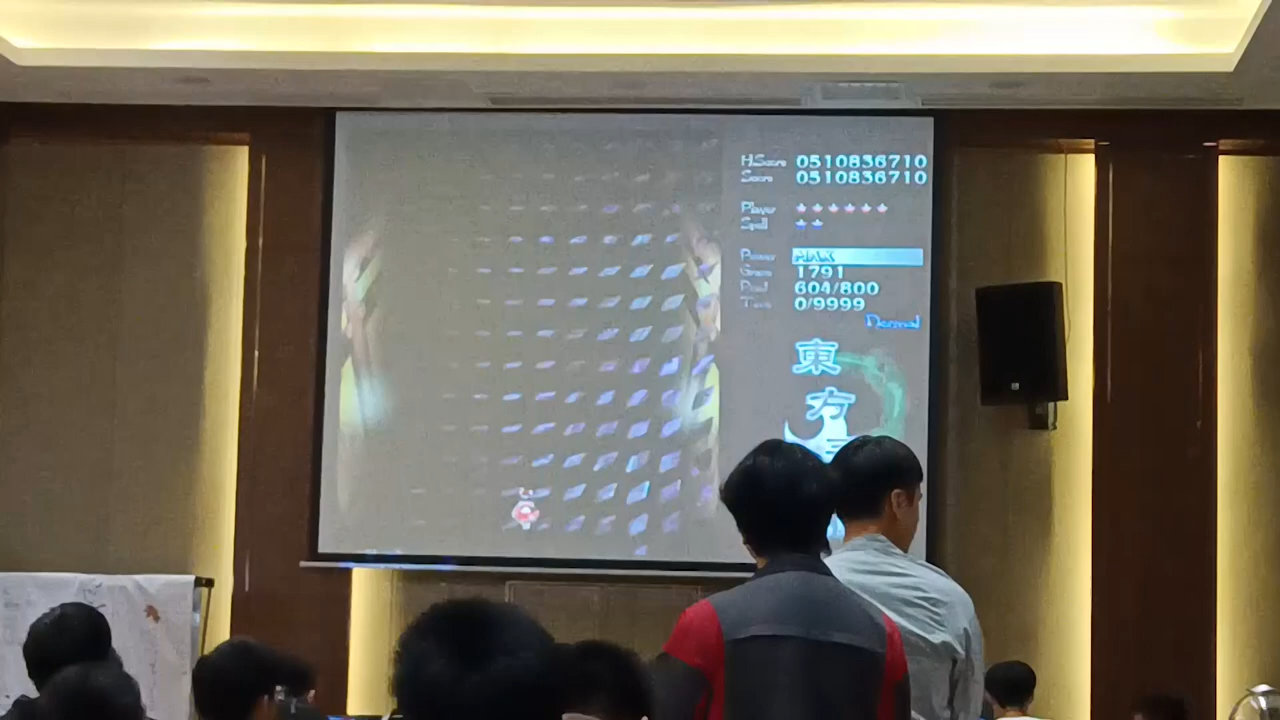 HiScore 0510836710
Score 0510836710
Player
Spell
Power MAX
Graze 1791
Point 604/800
Time 0/9999
Normal
東
方